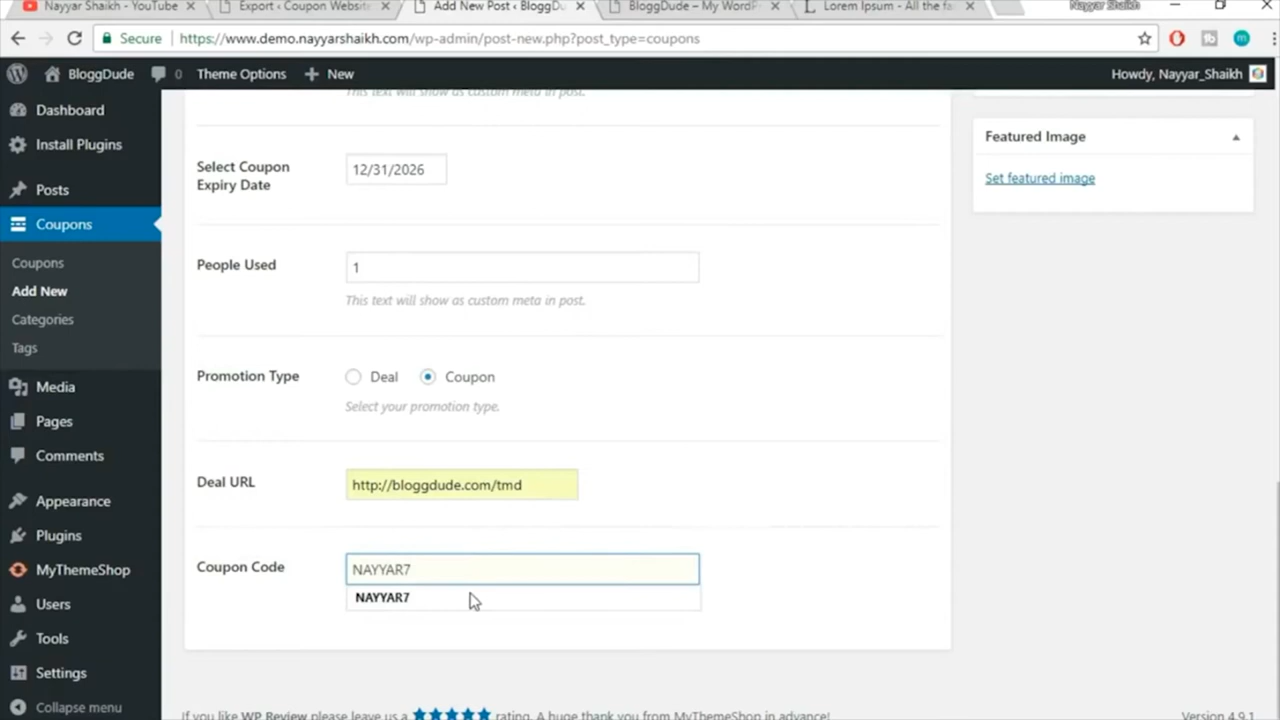 Nayyar Shaikh - YouTube
Export ‹ Coupon Website
Add New Post ‹ BloggDu
BloggDude – My WordP
Lorem Ipsum - All the fa
Nayyar Shaikh
Secure
https://www.demo.nayyarshaikh.com/wp-admin/post-new.php?post_type=coupons
BloggDude
0
Theme Options
New
Howdy, Nayyar_Shaikh
Dashboard
Install Plugins
Posts
Coupons
Coupons
Add New
Categories
Tags
Media
Pages
Comments
Appearance
Plugins
MyThemeShop
Users
Tools
Settings
Collapse menu
This text will show as custom meta in post.
Select Coupon
Expiry Date
12/31/2026
People Used
1
This text will show as custom meta in post.
Promotion Type
Deal
Coupon
Select your promotion type.
Deal URL
http://bloggdude.com/tmd
Coupon Code
NAYYAR7
NAYYAR7
Featured Image
Set featured image
If you like WP Review please leave us a ★★★★★ rating. A huge thank you from MyThemeShop in advance!
Version 4.9.1